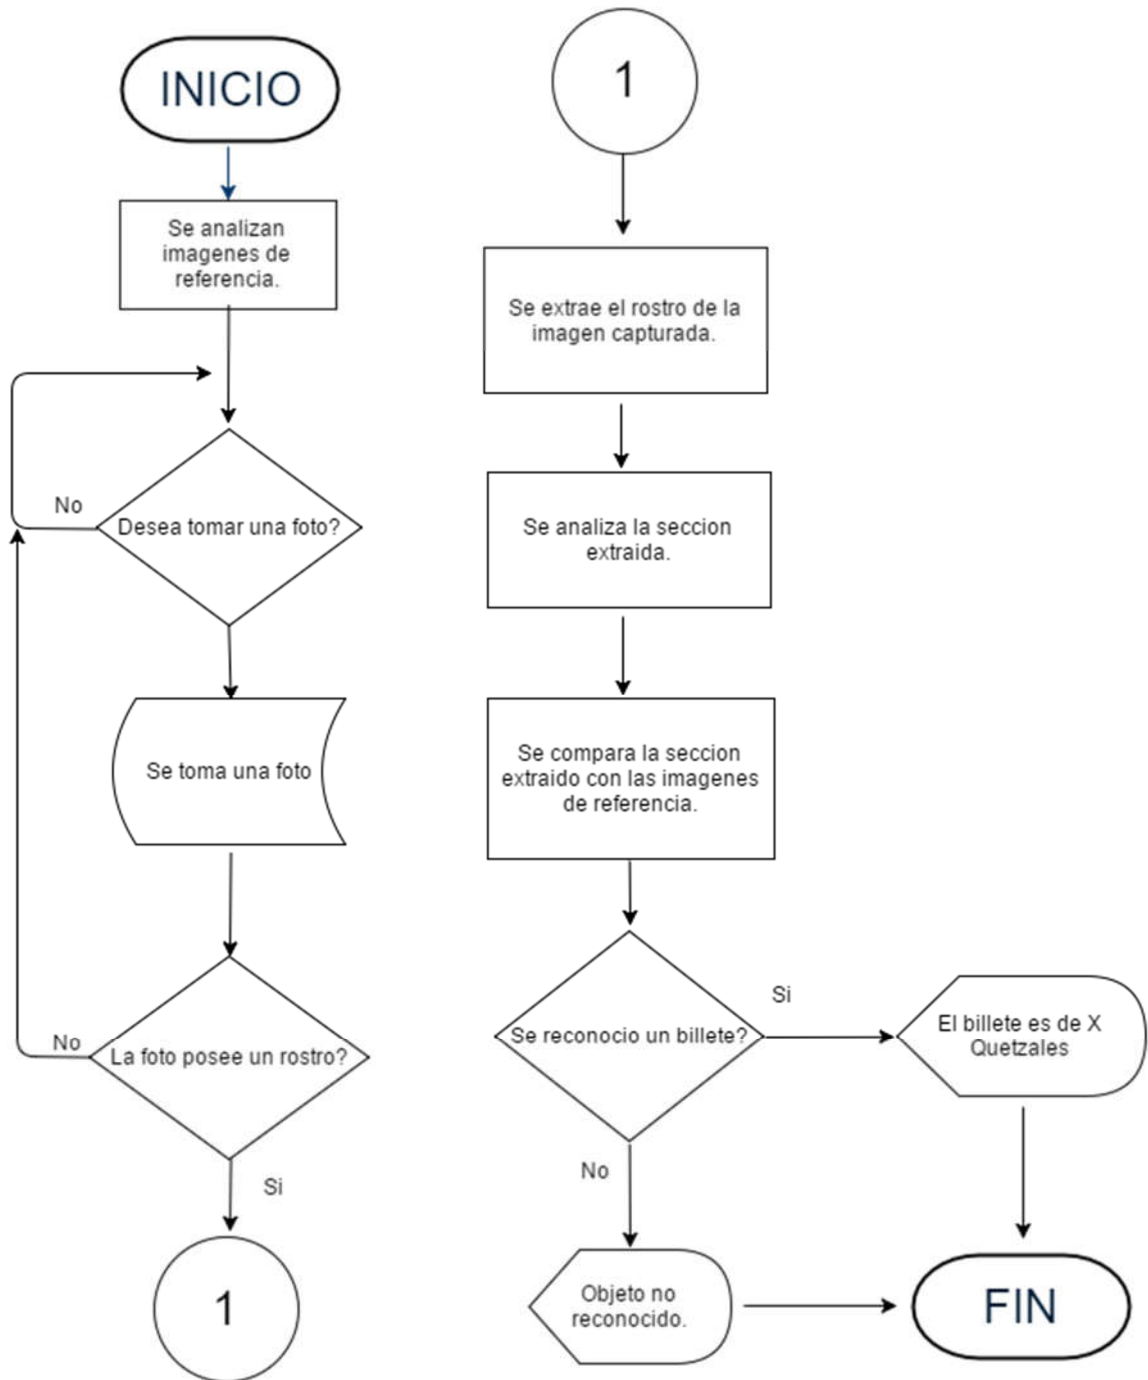 INICIO
Se analizan
imagenes de
referencia.
No
Desea tomar una foto?
Se toma una foto
No
La foto posee un rostro?
Si
1
1
Se extrae el rostro de la
imagen capturada.
Se analiza la seccion
extraida.
Se compara la seccion
extraido con las imagenes
de referencia.
Se reconocio un billete?
Si
El billete es de X
Quetzales
No
Objeto no
reconocido.
FIN